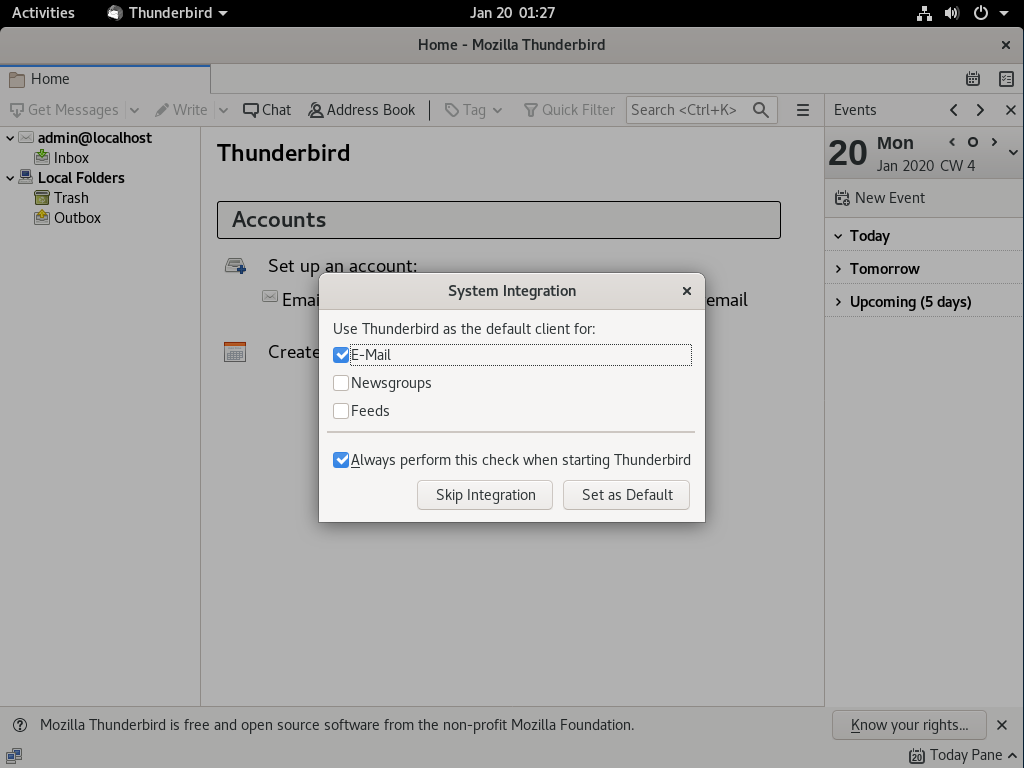 Activities Thunderbird Jan 20 01:27
Home - Mozilla Thunderbird
Home
Get Messages Write Chat Address Book Tag Quick Filter Search <Ctrl+K> Events
admin@localhost
Inbox
Local Folders
Trash
Outbox
Thunderbird
Accounts
Set up an account:
email
20 Mon
Jan 2020 CW 4
New Event
Today
Tomorrow
Upcoming (5 days)
System Integration
Use Thunderbird as the default client for:
E-Mail
Newsgroups
Feeds
Always perform this check when starting Thunderbird
Skip Integration Set as Default
Mozilla Thunderbird is free and open source software from the non-profit Mozilla Foundation. Know your rights...
20 Today Pane